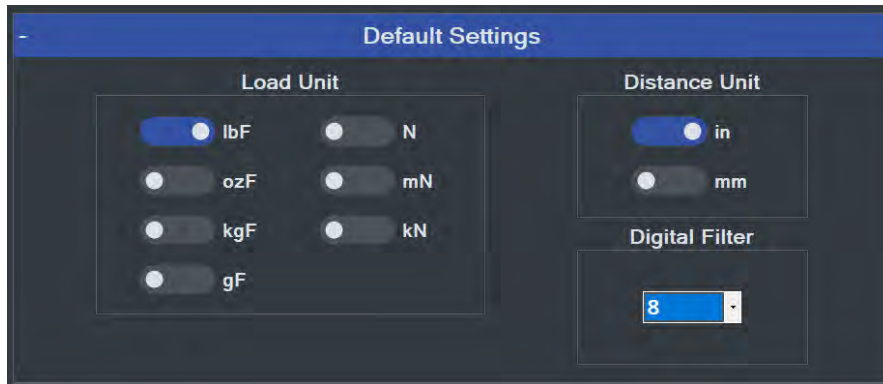 - Default Settings
Load Unit
lbF N
ozF mN
kgF kN
gF
Distance Unit
in
mm
Digital Filter
8